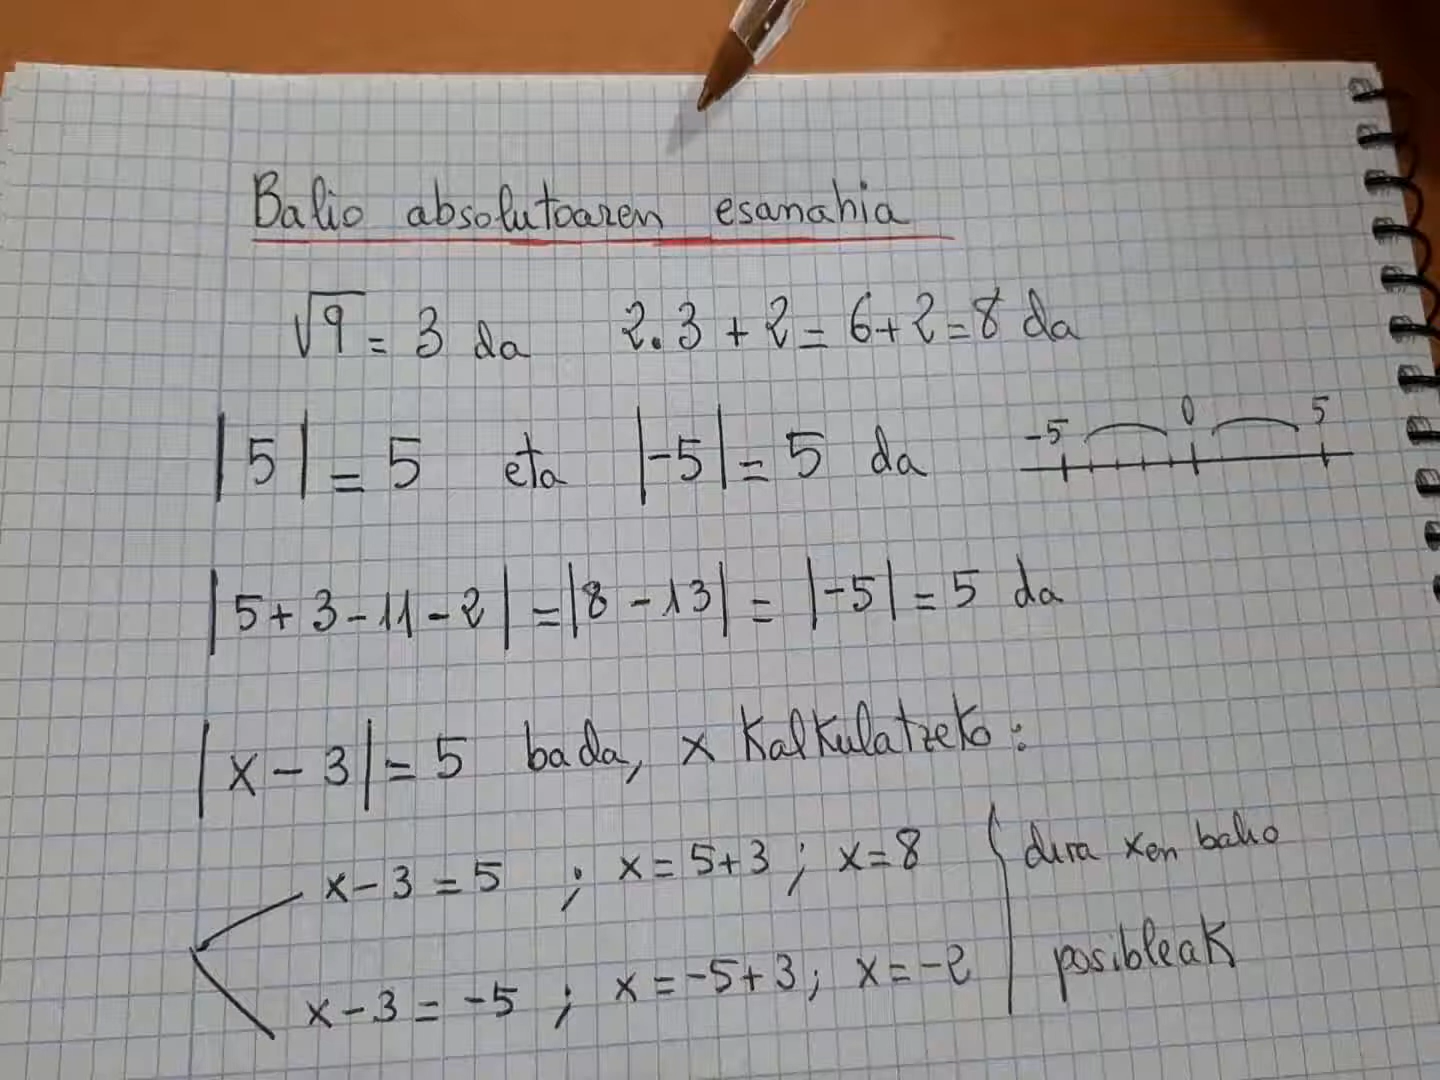 Balio absolutoaren esanahia
√9 = 3 da 2.3 + 2 = 6+2=8 da
|5| = 5 eta |-5| = 5 da -5 0 5
|5+3-11-2| = |8-13| = |-5| = 5 da
|x-3| = 5 bada, x kalkulatzeko:
x-3 = 5 ; x = 5+3 ; x=8 dira xen balio
x-3 = -5 ; x = -5+3 ; x = -2 posibleak